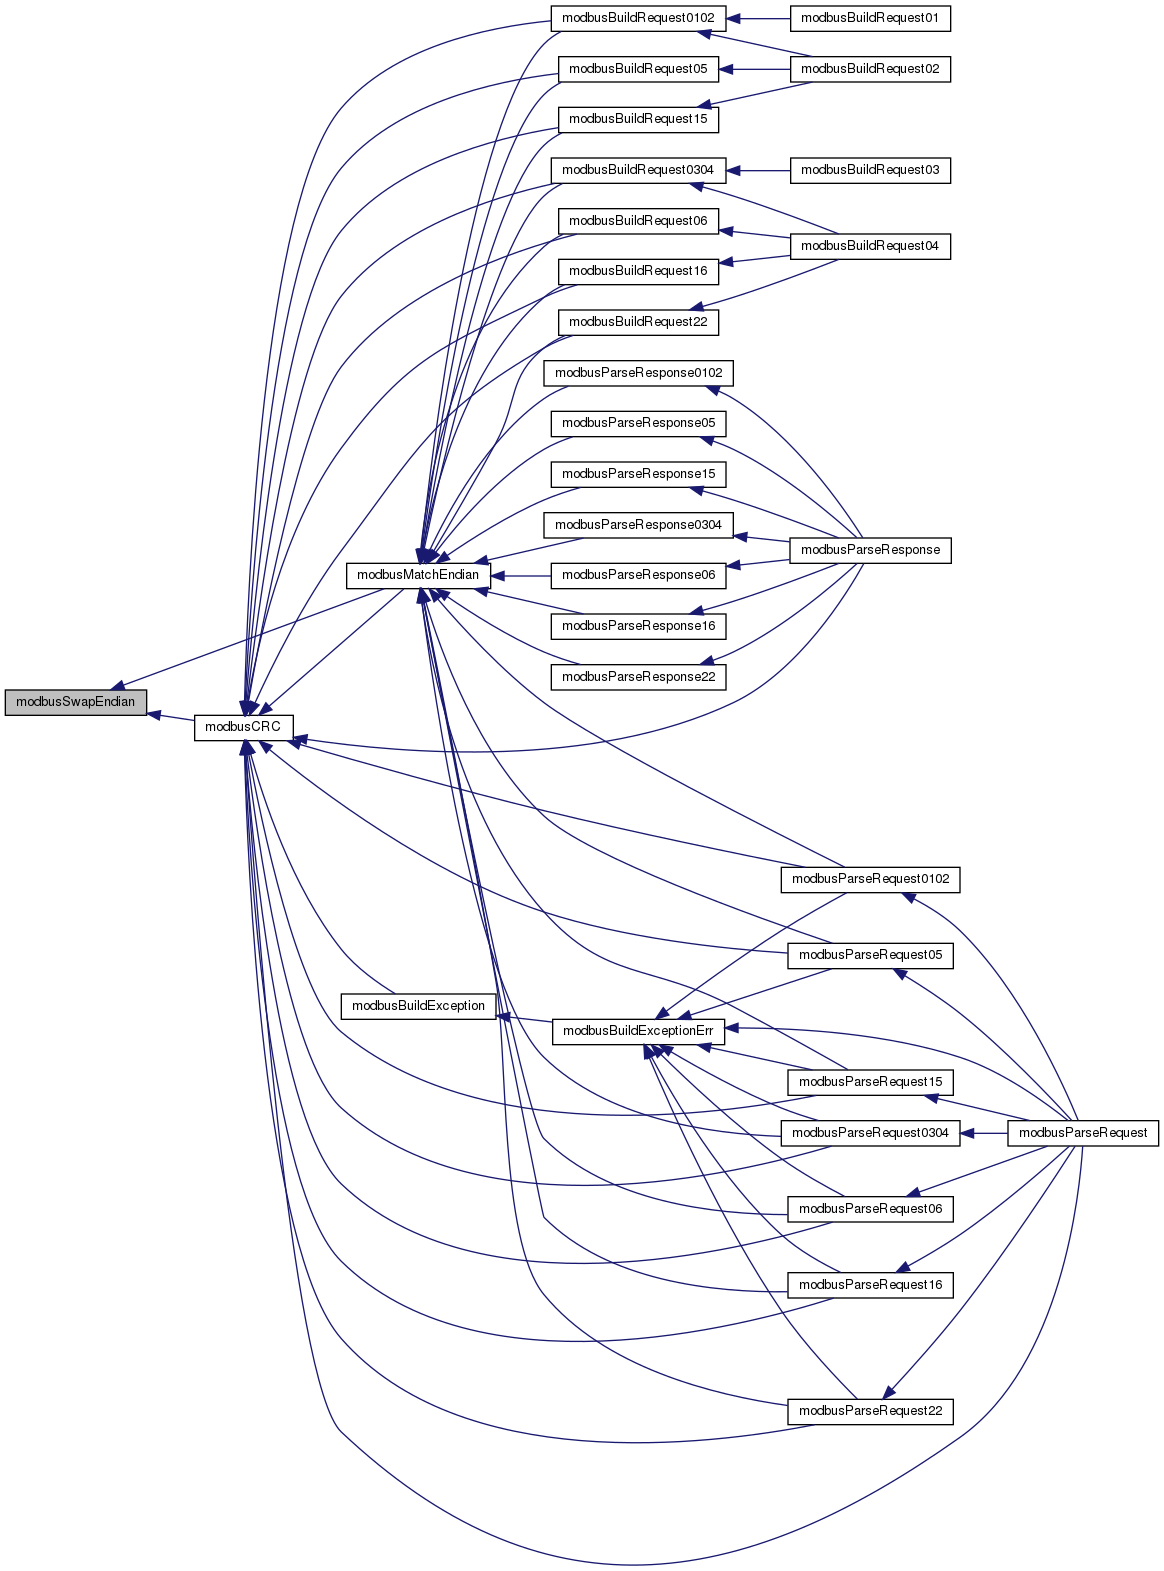 modbusBuildRequest0102
modbusBuildRequest01
modbusBuildRequest05
modbusBuildRequest02
modbusBuildRequest15
modbusBuildRequest0304
modbusBuildRequest03
modbusBuildRequest06
modbusBuildRequest04
modbusBuildRequest16
modbusBuildRequest22
modbusParseResponse0102
modbusParseResponse05
modbusParseResponse15
modbusParseResponse0304
modbusParseResponse
modbusMatchEndian
modbusParseResponse06
modbusParseResponse16
modbusParseResponse22
modbusSwapEndian
modbusCRC
modbusParseRequest0102
modbusParseRequest05
modbusBuildException
modbusBuildExceptionErr
modbusParseRequest15
modbusParseRequest0304
modbusParseRequest
modbusParseRequest06
modbusParseRequest16
modbusParseRequest22